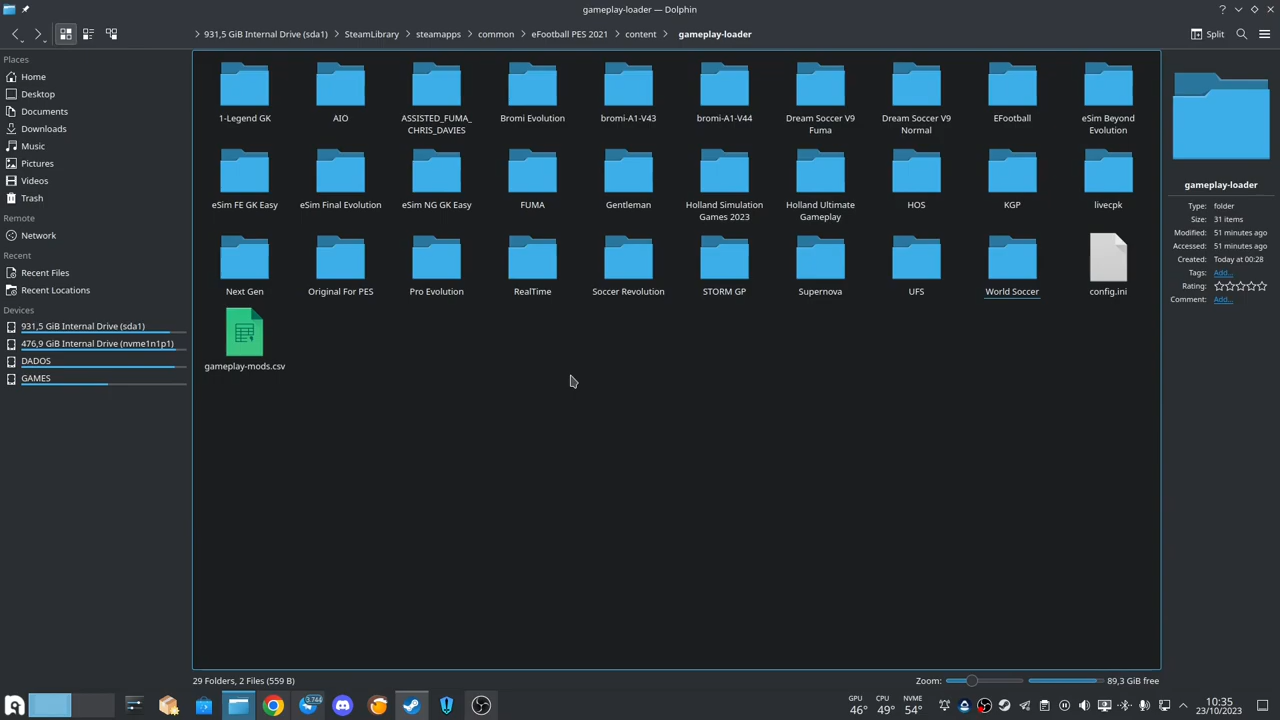 gameplay-loader — Dolphin
931,5 GiB Internal Drive (sda1) > SteamLibrary > steamapps > common > eFootball PES 2021 > content > gameplay-loader
Split
Places
Home
Desktop
Documents
Downloads
Music
Pictures
Videos
Trash
Remote
Network
Recent
Recent Files
Recent Locations
Devices
931,5 GiB Internal Drive (sda1)
476,9 GiB Internal Drive (nvme1n1p1)
DADOS
GAMES
1-Legend GK
AIO
ASSISTED_FUMA_
CHRIS_DAVIES
Bromi Evolution
bromi-A1-V43
bromi-A1-V44
Dream Soccer V9
Fuma
Dream Soccer V9
Normal
EFootball
eSim Beyond
Evolution
eSim FE GK Easy
eSim Final Evolution
eSim NG GK Easy
FUMA
Gentleman
Holland Simulation
Games 2023
Holland Ultimate
Gameplay
HOS
KGP
livecpk
Next Gen
Original For PES
Pro Evolution
RealTime
Soccer Revolution
STORM GP
Supernova
UFS
World Soccer
config.ini
gameplay-mods.csv
gameplay-loader
Type: folder
Size: 31 items
Modified: 51 minutes ago
Accessed: 51 minutes ago
Created: Today at 00:28
Tags: Add...
Rating:
Comment: Add...
29 Folders, 2 Files (559 B)
Zoom:
89,3 GiB free
3.744
GPU CPU NVME
46° 49° 54°
10:35
23/10/2023